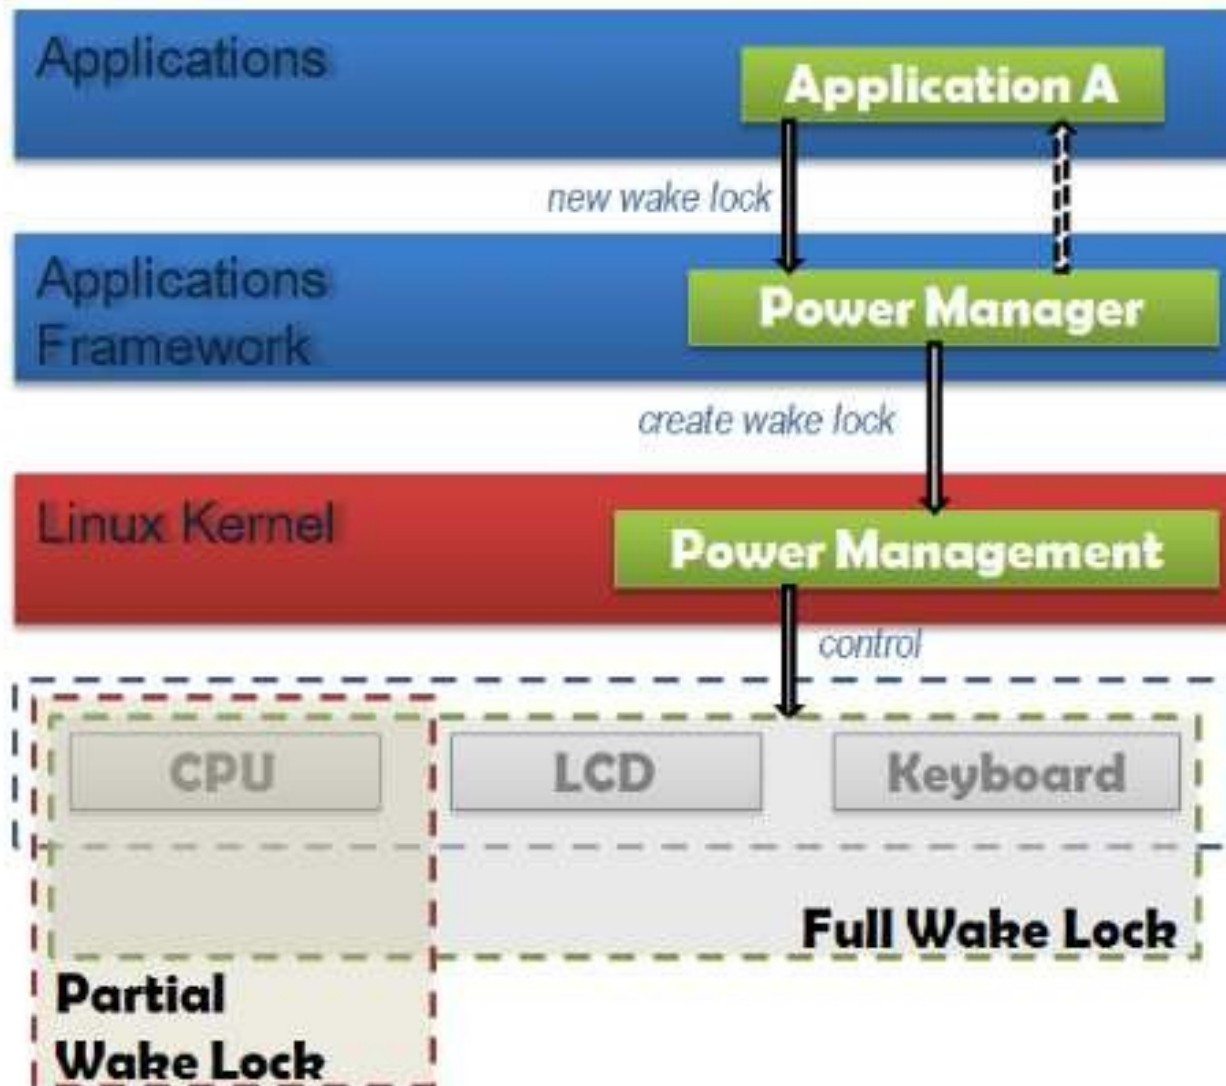 Applications
Application A
new wake lock
Applications
Framework
Power Manager
create wake lock
Linux Kernel
Power Management
control
CPU
LCD
Keyboard
Full Wake Lock
Partial
Wake Lock